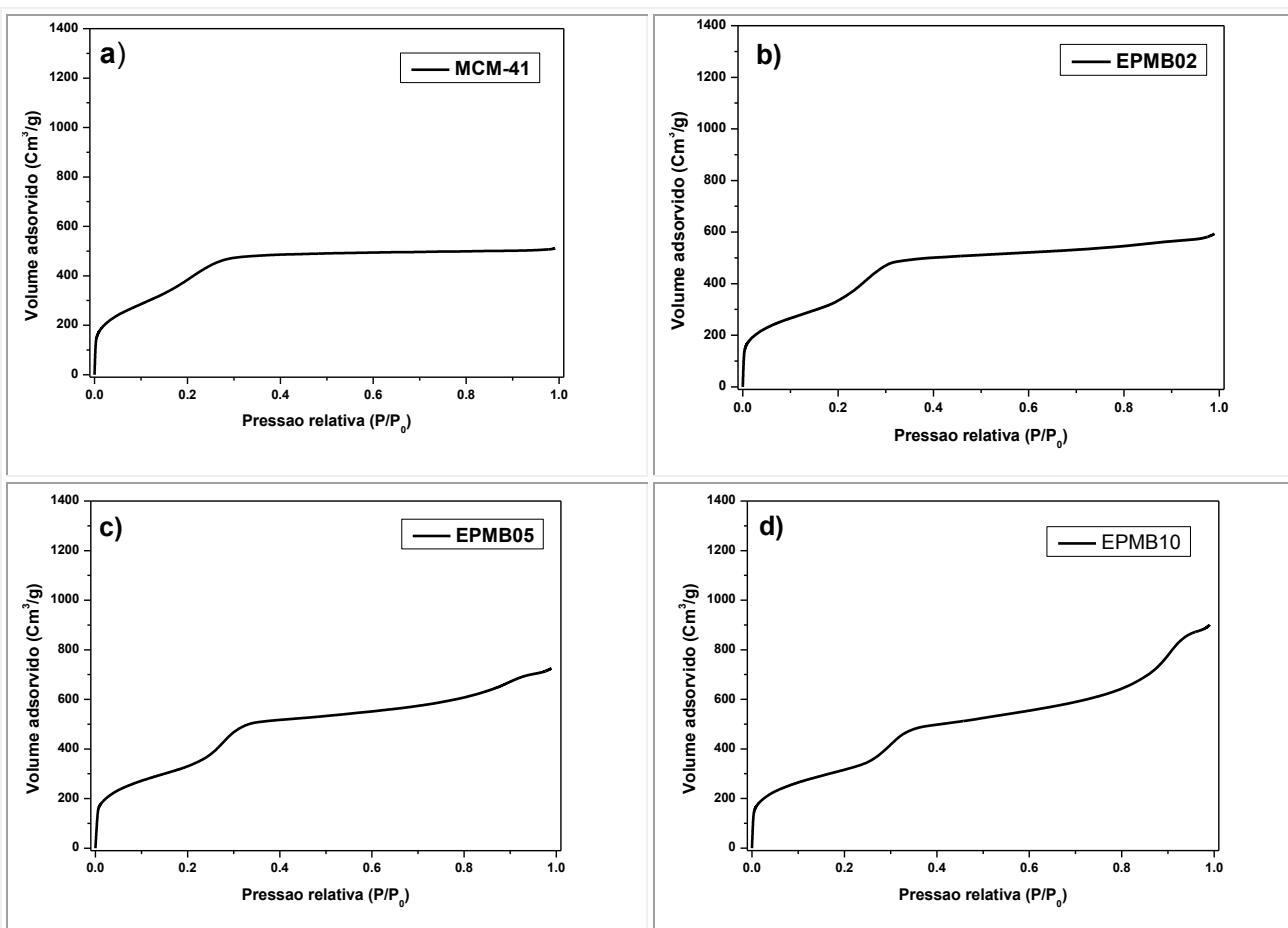 a)
MCM-41
1400
1200
1000
800
600
400
200
0
Volume adsorvido (Cm³/g)
0.0 0.2 0.4 0.6 0.8 1.0
Pressao relativa (P/P₀)
b)
EPMB02
1400
1200
1000
800
600
400
200
0
Volume adsorvido (Cm³/g)
0.0 0.2 0.4 0.6 0.8 1.0
Pressao relativa (P/P₀)
c)
EPMB05
1400
1200
1000
800
600
400
200
0
Volume adsorvido (Cm³/g)
0.0 0.2 0.4 0.6 0.8 1.0
Pressao relativa (P/P₀)
d)
EPMB10
1400
1200
1000
800
600
400
200
0
Volume adsorvido (Cm³/g)
0.0 0.2 0.4 0.6 0.8 1.0
Pressao relativa (P/P₀)